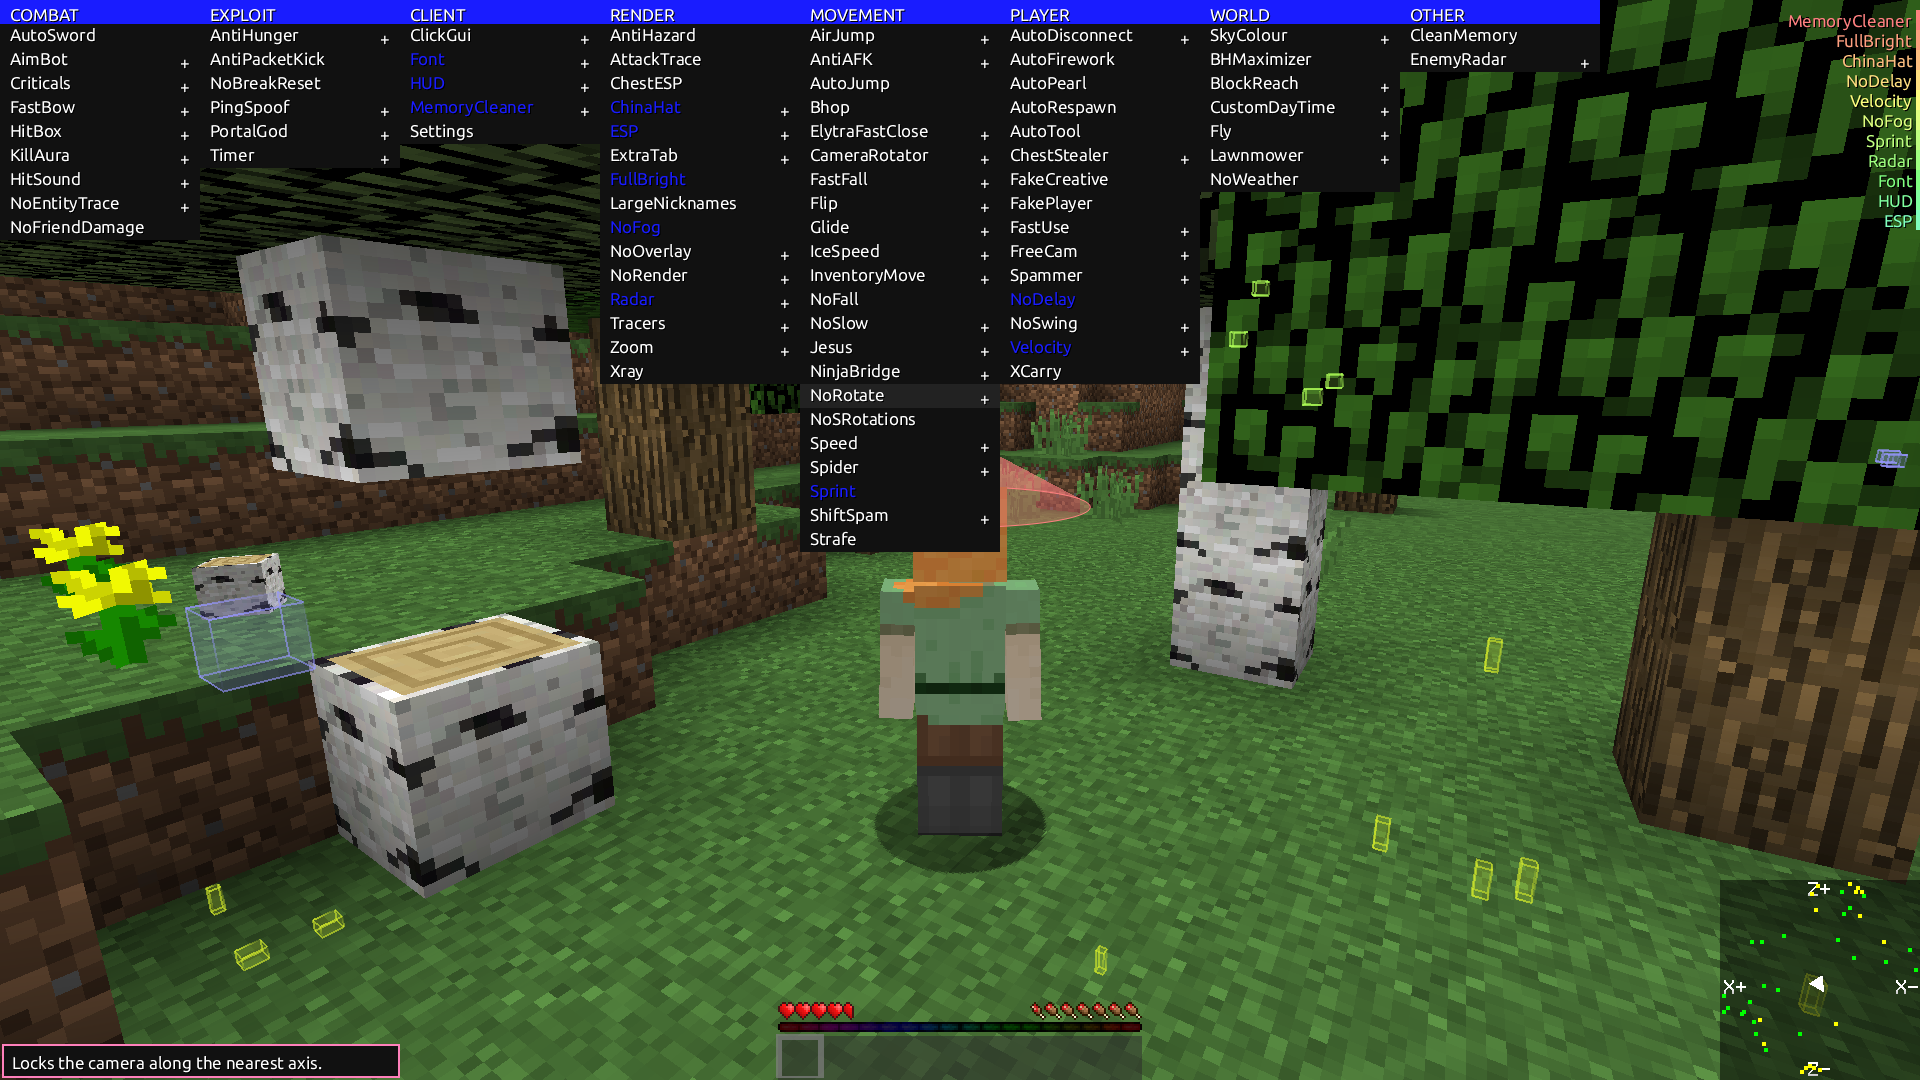 COMBAT
AutoSword
AimBot +
Criticals +
FastBow +
HitBox +
KillAura +
HitSound +
NoEntityTrace +
NoFriendDamage
EXPLOIT
AntiHunger +
AntiPacketKick
NoBreakReset
PingSpoof +
PortalGod
Timer +
CLIENT
ClickGui +
Font +
HUD +
MemoryCleaner +
Settings
RENDER
AntiHazard
AttackTrace
ChestESP
ChinaHat +
ESP +
ExtraTab +
FullBright
LargeNicknames
NoFog
NoOverlay +
NoRender +
Radar +
Tracers +
Zoom +
Xray
MOVEMENT
AirJump +
AntiAFK +
AutoJump
Bhop
ElytraFastClose +
CameraRotator +
FastFall +
Flip +
Glide +
IceSpeed +
InventoryMove +
NoFall
NoSlow +
Jesus +
NinjaBridge +
NoRotate +
NoSRotations
Speed +
Spider +
Sprint
ShiftSpam +
Strafe
PLAYER
AutoDisconnect +
AutoFirework
AutoPearl
AutoRespawn
AutoTool
ChestStealer +
FakeCreative
FakePlayer
FastUse +
FreeCam +
Spammer +
NoDelay
NoSwing +
Velocity +
XCarry
WORLD
SkyColour +
BHMaximizer
BlockReach +
CustomDayTime +
Fly +
Lawnmower +
NoWeather
OTHER
CleanMemory
EnemyRadar +
MemoryCleaner
FullBright
ChinaHat
NoDelay
Velocity
NoFog
Sprint
Radar
Font
HUD
ESP
Z+
X+
X-
Z-
Locks the camera along the nearest axis.